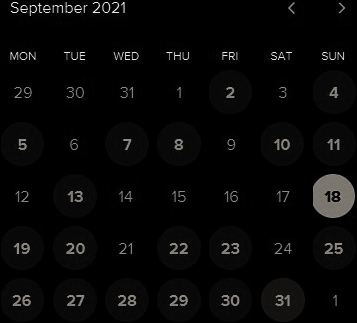 September 2021
MON TUE WED THU FRI SAT SUN
29 30 31 1 2 3 4
5 6 7 8 9 10 11
12 13 14 15 16 17 18
19 20 21 22 23 24 25
26 27 28 29 30 31 1